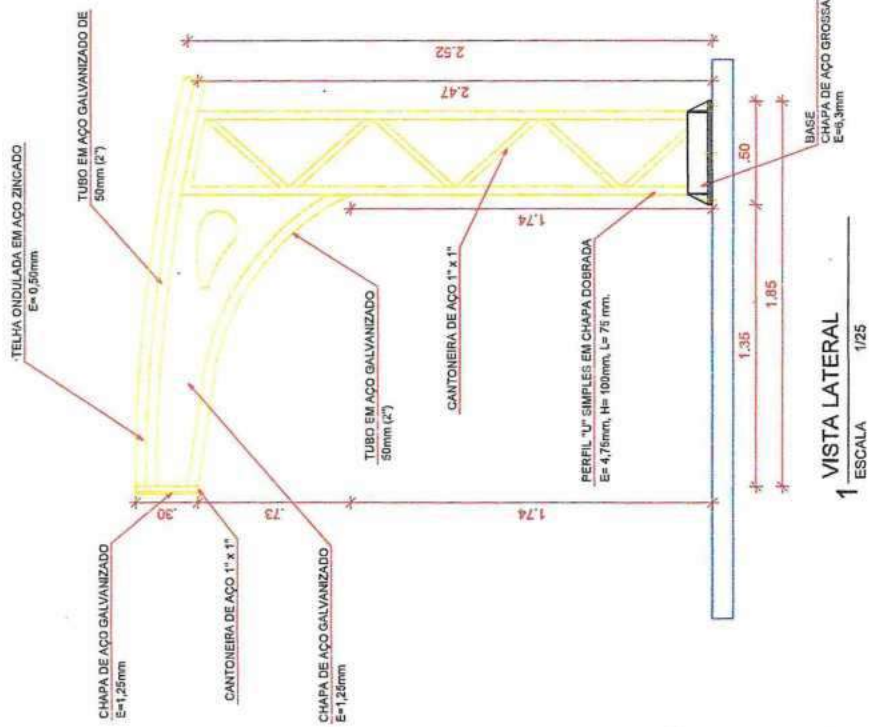 TELHA ONDULADA EM AÇO ZINCADO
E= 0,50mm
TUBO EM AÇO GALVANIZADO DE
50mm (2")
CHAPA DE AÇO GALVANIZADO
E=1,25mm
CANTONEIRA DE AÇO 1" x 1"
CHAPA DE AÇO GALVANIZADO
E=1,25mm
TUBO EM AÇO GALVANIZADO
50mm (2")
CANTONEIRA DE AÇO 1" x 1"
PERFIL "U" SIMPLES EM CHAPA DOBRADA
E= 4,75mm, H= 100mm, L= 75 mm.
BASE
CHAPA DE AÇO GROSSA
E=6,3mm
.30
.73
1.74
1.74
2.47
2.52
1.35
.50
1.85
1 VISTA LATERAL
ESCALA 1/25